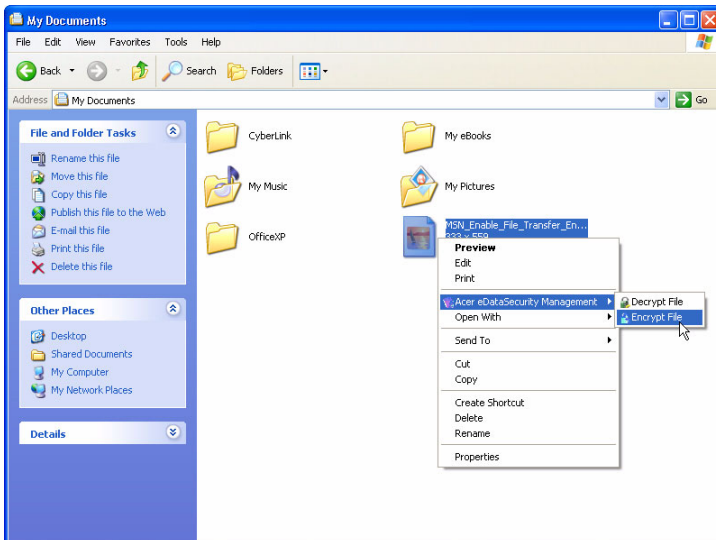 My Documents
File Edit View Favorites Tools Help
Back Search Folders
Address My Documents Go
File and Folder Tasks
Rename this file
Move this file
Copy this file
Publish this file to the Web
E-mail this file
Print this file
Delete this file
Other Places
Desktop
Shared Documents
My Computer
My Network Places
Details
CyberLink
My eBooks
My Music
My Pictures
OfficeXP
MSN_Enable_File_Transfer_En...
333 x 559
Preview
Edit
Print
Acer eDataSecurity Management
Open With
Send To
Cut
Copy
Create Shortcut
Delete
Rename
Properties
Decrypt File
Encrypt File